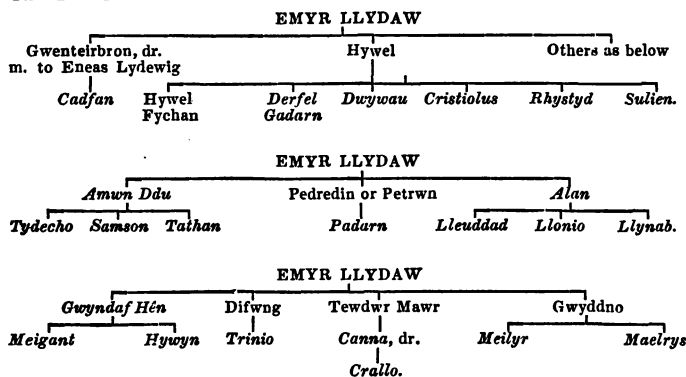 EMYR LLYDAW
Gwenteirbron, dr. Hywel Others as below
m. to Eneas Lydewig
Cadfan Hywel Derfel Dwywau Cristiolus Rhystyd Sulien.
Fychan Gadarn
EMYR LLYDAW
Amwn Ddu Pedredin or Petrwn Alan
Tydecho Samson Tathan Padarn Lleuddad Llonio Llynab.
EMYR LLYDAW
Gwyndaf Hén Difwng Tewdwr Mawr Gwyddno
Meigant Hywyn Trinio Canna, dr. Meilyr Maelrys
Crallo.